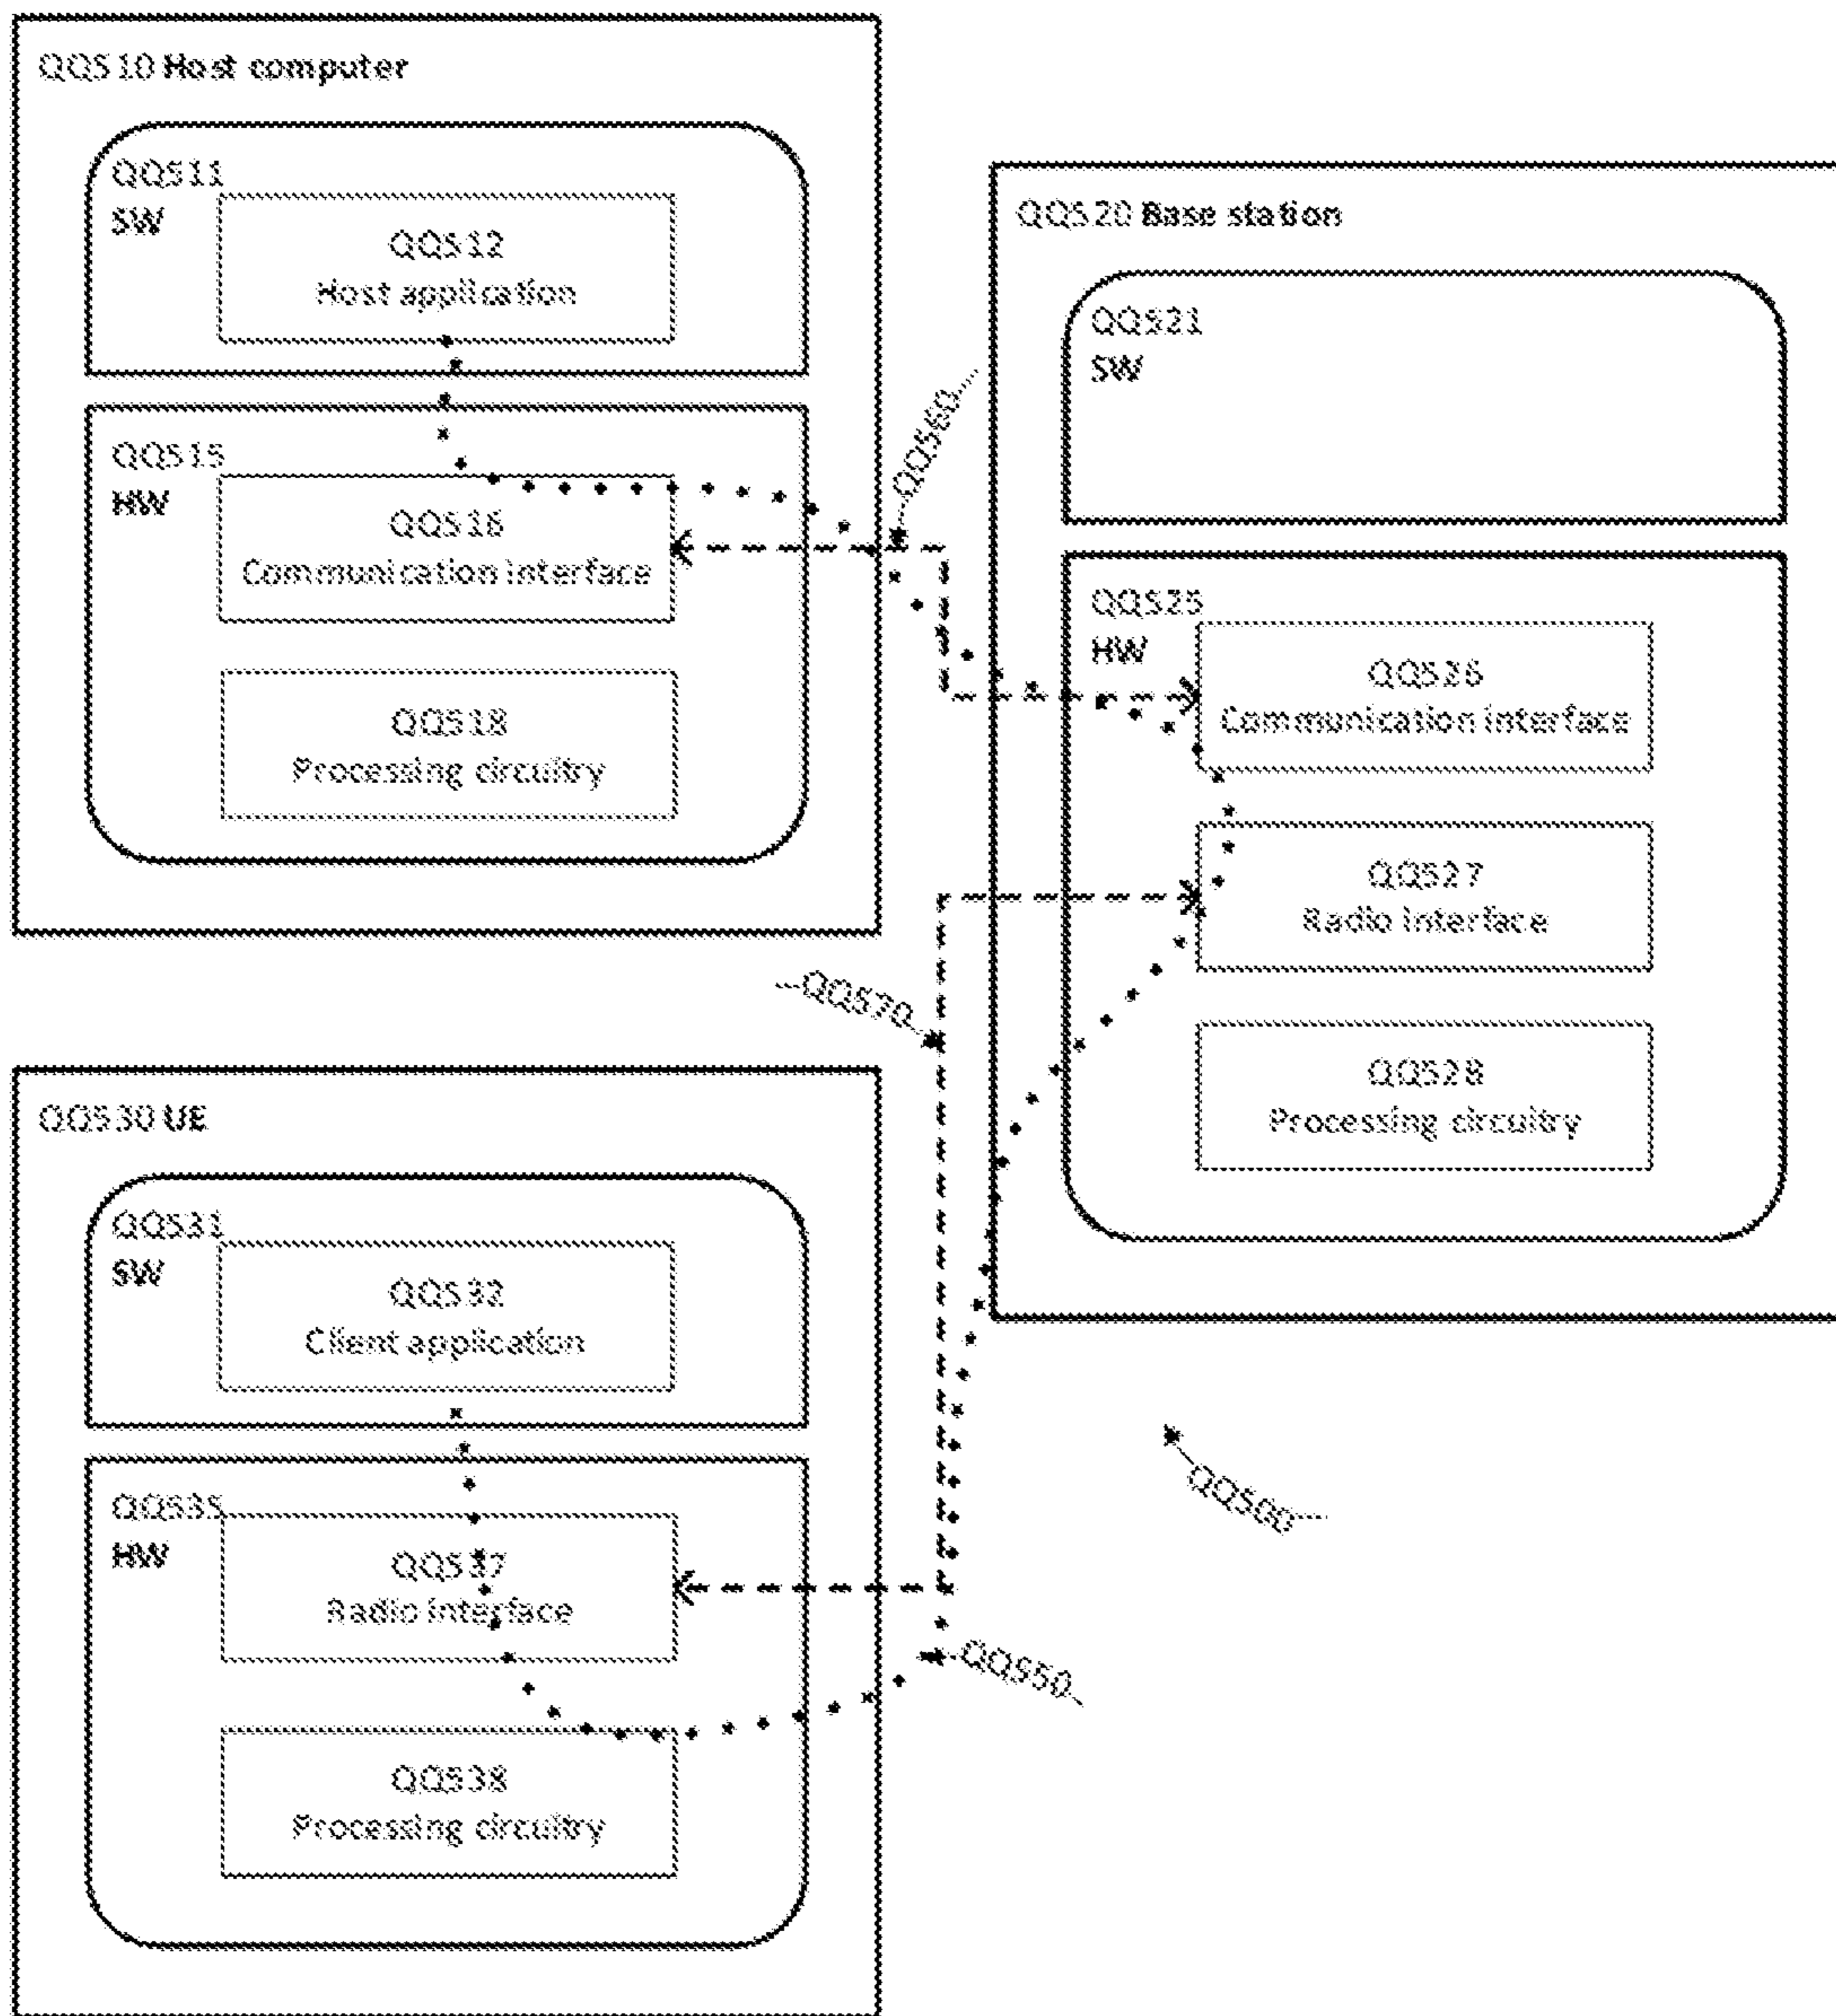 QQ510 Host computer
QQ511
SW
QQ512
Host application
QQ515
HW
QQ516
Communication interface
QQ518
Processing circuitry
QQ560
QQ520 Base station
QQ521
SW
QQ525
HW
QQ526
Communication interface
QQ527
Radio interface
QQ528
Processing circuitry
QQ570
QQ530 UE
QQ531
SW
QQ532
Client application
QQ535
HW
QQ537
Radio interface
QQ538
Processing circuitry
QQ550
QQ500